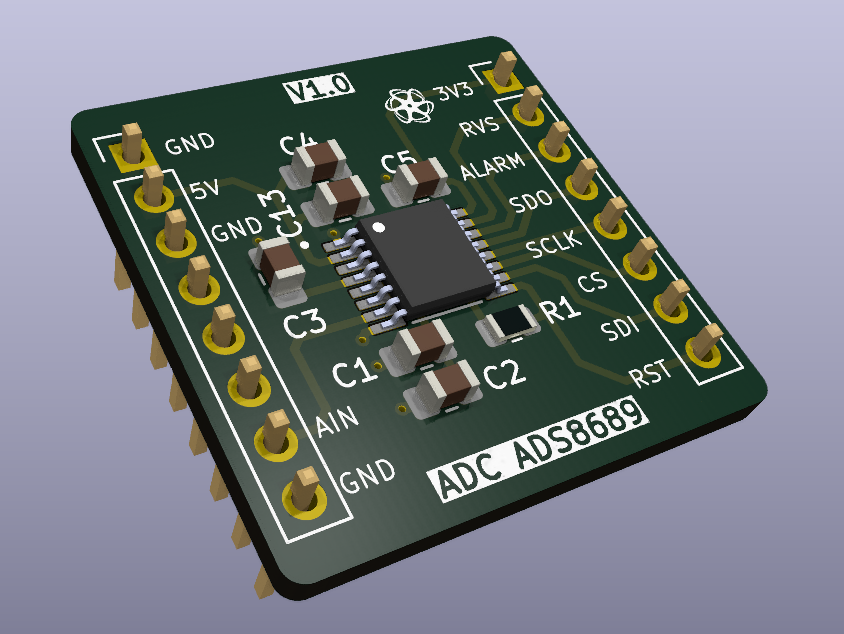 V1.0
3V3
GND
C4
RVS
5V
C5
ALARM
C13
GND
SDO
SCLK
CS
C3
R1
SDI
C1
C2
RST
AIN
GND
ADC ADS8689